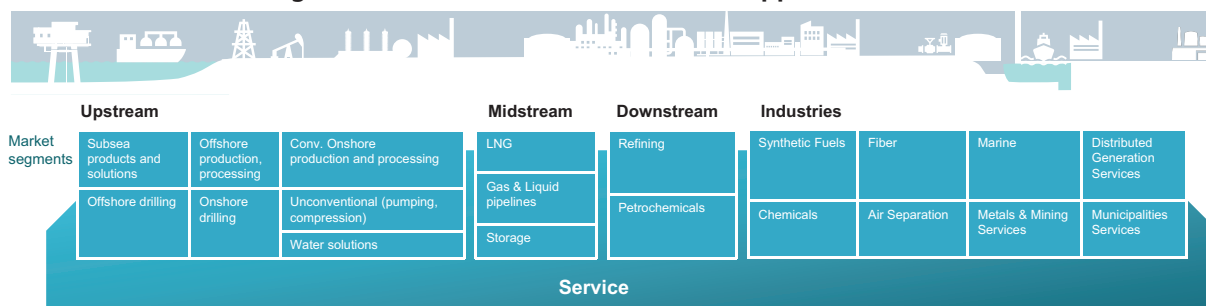 Upstream
Midstream
Downstream
Industries
Market
segments
Subsea
products and
solutions
Offshore
production,
processing
Conv. Onshore
production and processing
Offshore drilling
Onshore
drilling
Unconventional (pumping,
compression)
Water solutions
LNG
Gas & Liquid
pipelines
Storage
Refining
Petrochemicals
Synthetic Fuels
Fiber
Marine
Distributed
Generation
Services
Chemicals
Air Separation
Metals & Mining
Services
Municipalities
Services
Service